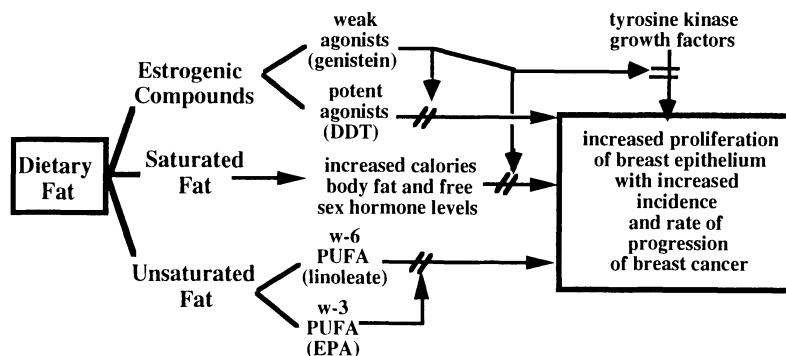 weak
agonists
(genistein)
tyrosine kinase
growth factors
Estrogenic
Compounds
potent
agonists
(DDT)
Dietary
Fat
Saturated
Fat
increased calories
body fat and free
sex hormone levels
increased proliferation
of breast epithelium
with increased
incidence
and rate of
progression
of breast cancer
Unsaturated
Fat
w-6
PUFA
(linoleate)
w-3
PUFA
(EPA)